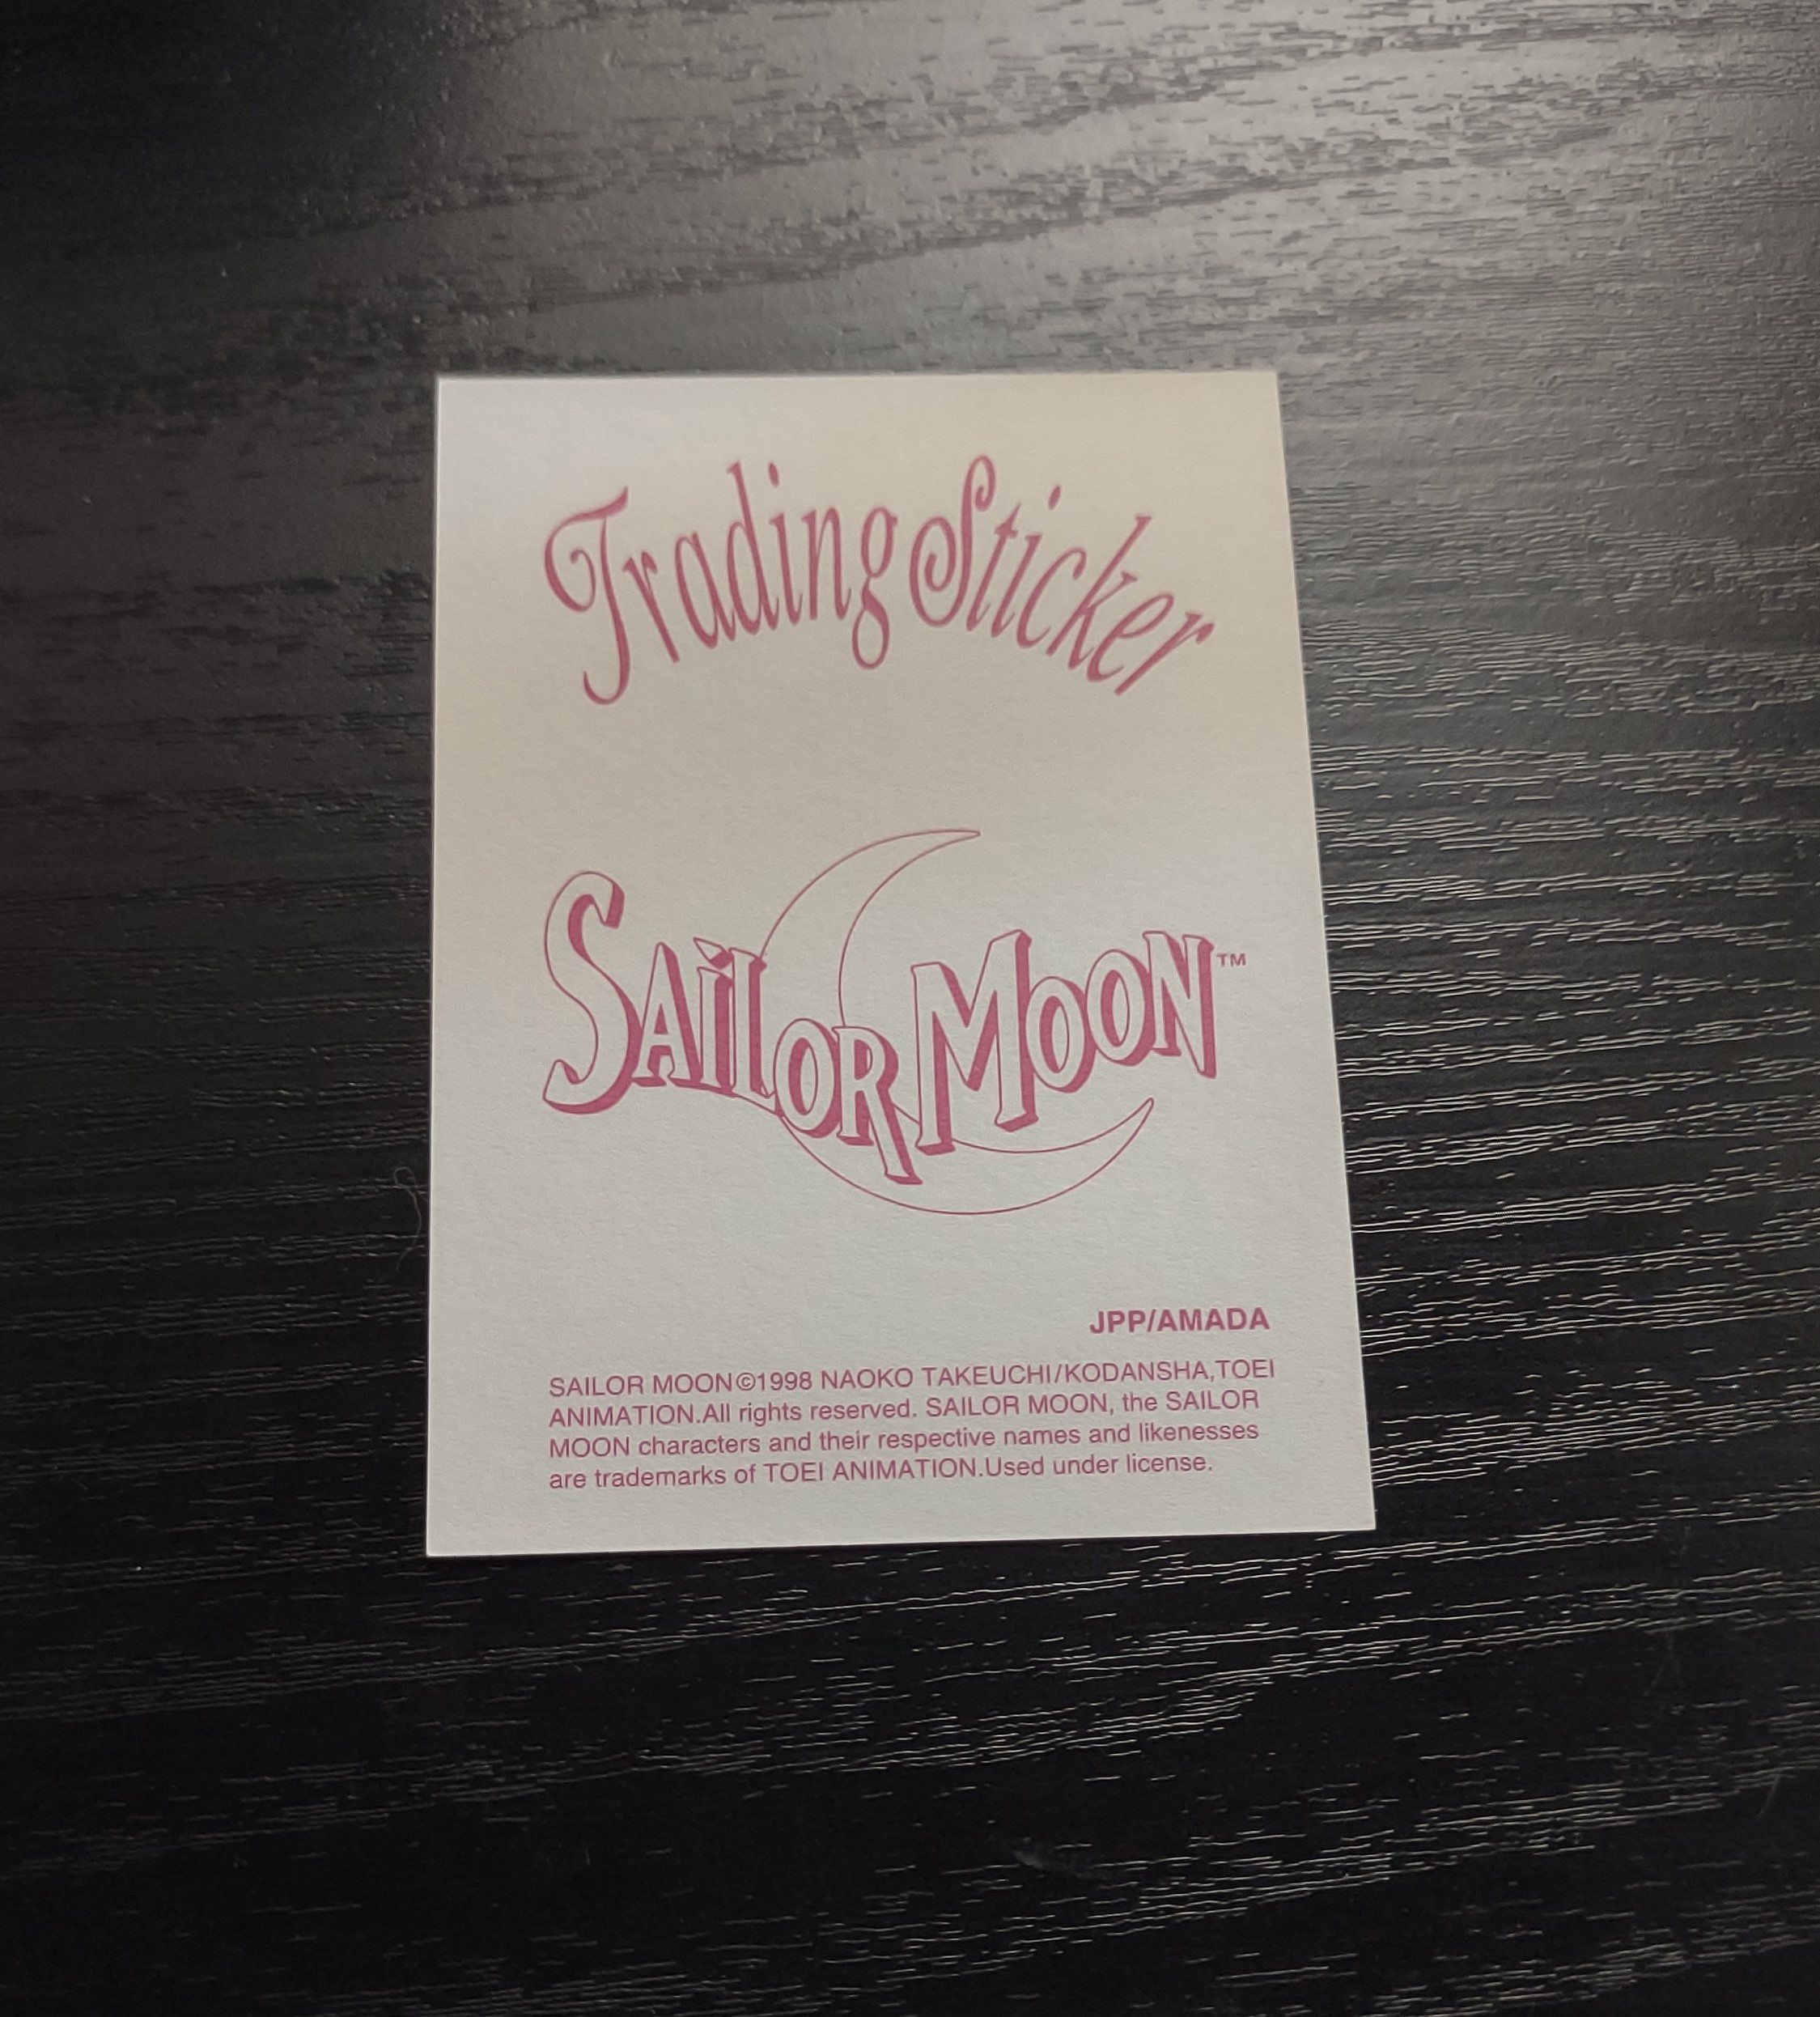 Trading Sticker
SAiLOR MOON™
JPP/AMADA
SAILOR MOON©1998 NAOKO TAKEUCHI/KODANSHA,TOEI
ANIMATION.All rights reserved. SAILOR MOON, the SAILOR
MOON characters and their respective names and likenesses
are trademarks of TOEI ANIMATION.Used under license.